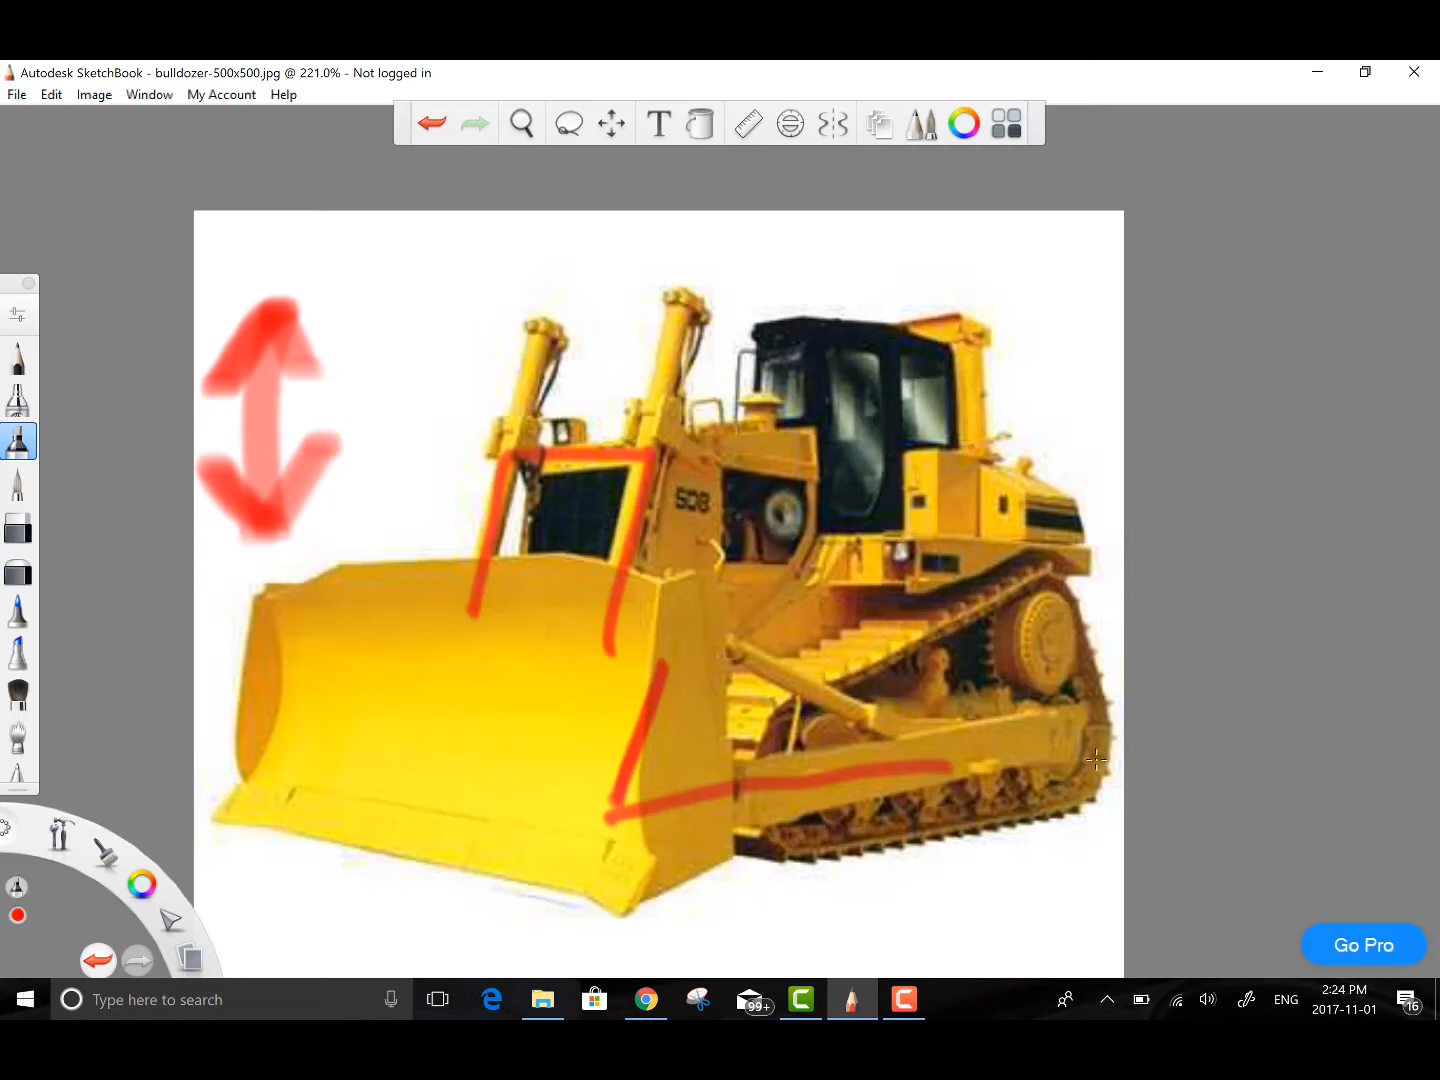 Autodesk SketchBook - bulldozer-500x500.jpg @ 221.0% - Not logged in
File Edit Image Window My Account Help
T
SD8
Go Pro
Type here to search
99+
ENG
2:24 PM
2017-11-01
16